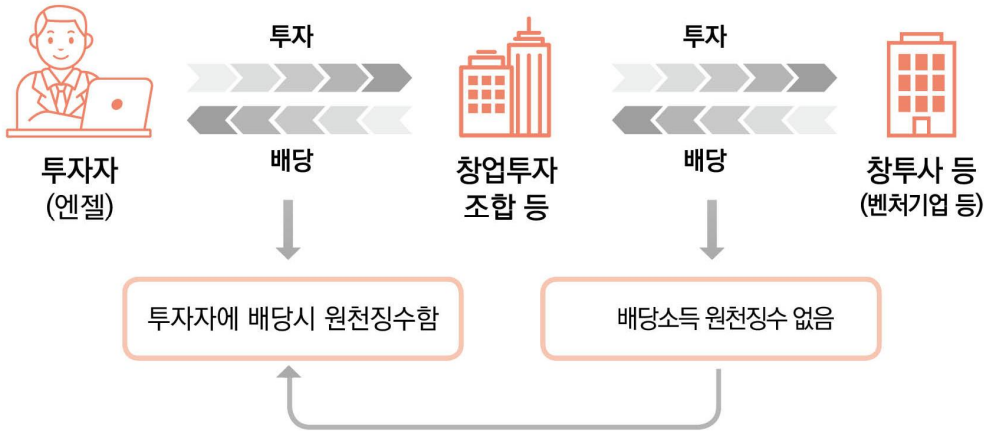 투자
투자
배당
배당
투자자
(엔젤)
창업투자
조합 등
창투사 등
(벤처기업 등)
투자자에 배당시 원천징수함
배당소득 원천징수 없음